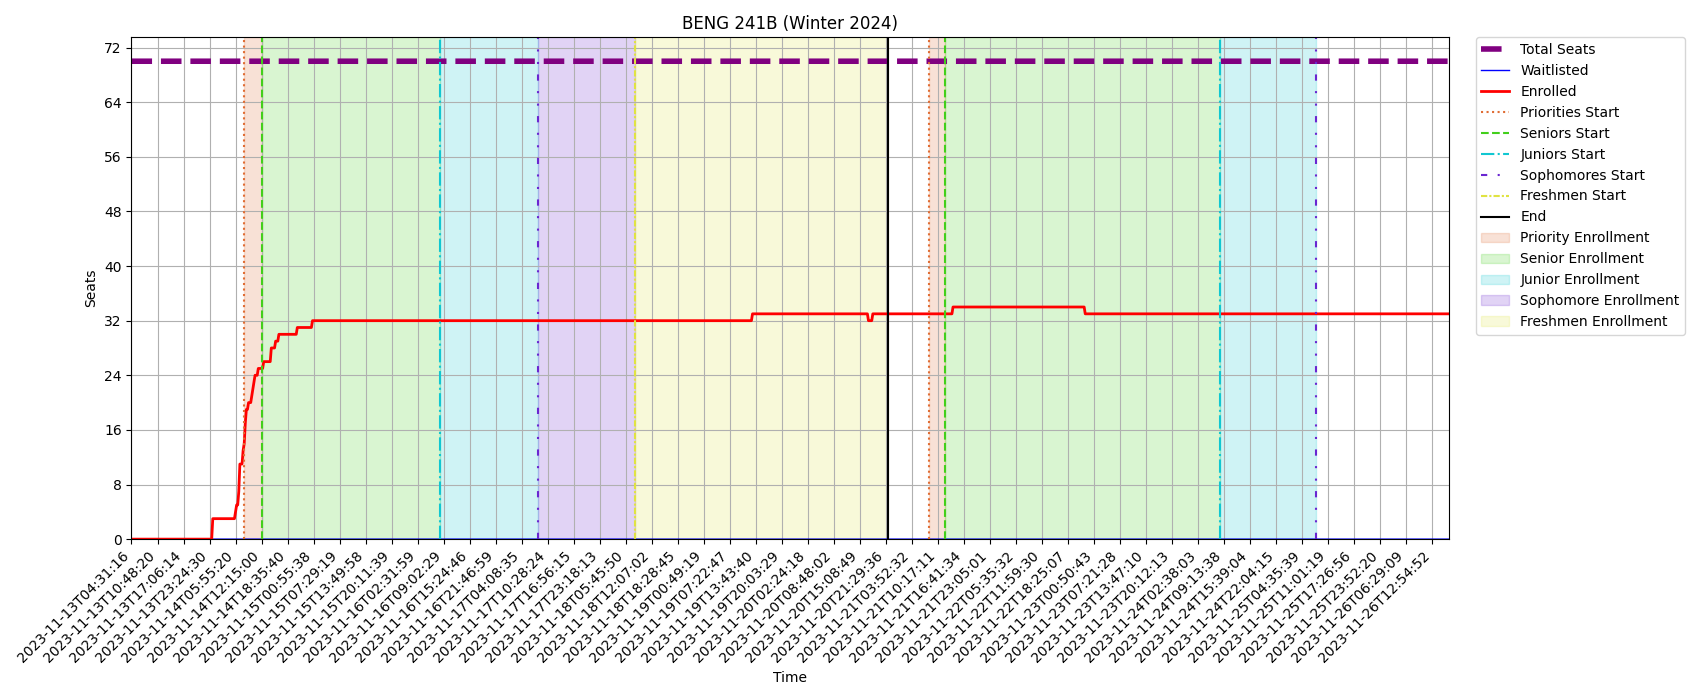 BENG 241B (Winter 2024)
72
64
56
48
40
32
24
16
8
0
Seats
2023-11-13T04:31:16
2023-11-13T10:48:20
2023-11-13T17:06:14
2023-11-13T23:24:30
2023-11-14T05:55:20
2023-11-14T12:15:00
2023-11-14T18:35:40
2023-11-15T00:55:38
2023-11-15T07:29:19
2023-11-15T13:49:58
2023-11-15T20:11:39
2023-11-16T02:31:59
2023-11-16T09:02:29
2023-11-16T15:24:46
2023-11-16T21:46:59
2023-11-17T04:08:35
2023-11-17T10:28:24
2023-11-17T16:56:15
2023-11-17T23:18:13
2023-11-18T05:45:50
2023-11-18T12:07:02
2023-11-18T18:28:45
2023-11-19T00:49:19
2023-11-19T07:22:47
2023-11-19T13:43:40
2023-11-19T20:03:29
2023-11-20T02:24:18
2023-11-20T08:48:02
2023-11-20T15:08:49
2023-11-20T21:29:36
2023-11-21T03:52:32
2023-11-21T10:17:11
2023-11-21T16:41:34
2023-11-21T23:05:01
2023-11-22T05:35:32
2023-11-22T11:59:30
2023-11-22T18:25:07
2023-11-23T00:50:43
2023-11-23T07:21:28
2023-11-23T13:47:10
2023-11-23T20:12:13
2023-11-24T02:38:03
2023-11-24T09:13:38
2023-11-24T15:39:04
2023-11-24T22:04:15
2023-11-25T04:35:39
2023-11-25T11:01:19
2023-11-25T17:26:56
2023-11-25T23:52:20
2023-11-26T06:29:09
2023-11-26T12:54:52
Time
Total Seats
Waitlisted
Enrolled
Priorities Start
Seniors Start
Juniors Start
Sophomores Start
Freshmen Start
End
Priority Enrollment
Senior Enrollment
Junior Enrollment
Sophomore Enrollment
Freshmen Enrollment